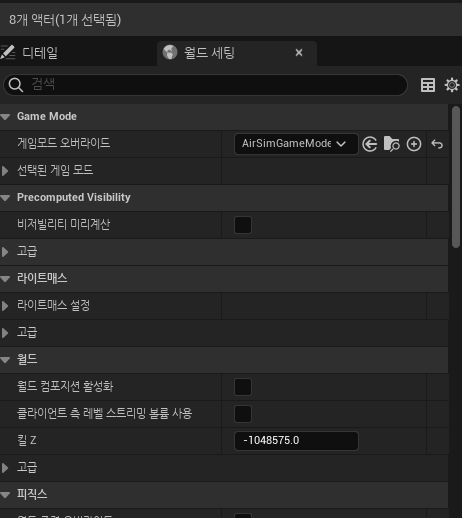 8개 액터(1개 선택됨)
디테일
월드 세팅
검색
Game Mode
게임모드 오버라이드
AirSimGameMode
선택된 게임 모드
Precomputed Visibility
비저빌리티 미리계산
고급
라이트매스
라이트매스 설정
고급
월드
월드 컴포지션 활성화
클라이언트 측 레벨 스트리밍 볼륨 사용
킬 Z
-1048575.0
고급
피직스